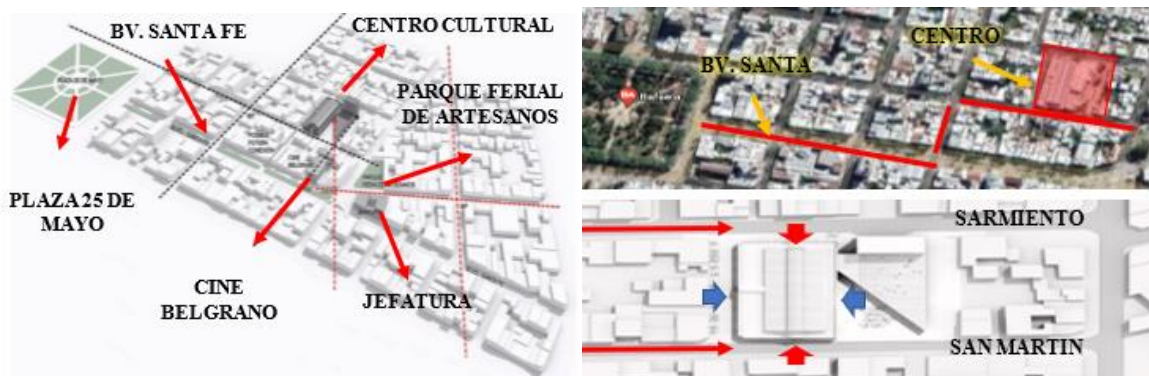 BV. SANTA FE
CENTRO CULTURAL
PARQUE FERIAL
DE ARTESANOS
PLAZA 25 DE
MAYO
CINE
BELGRANO
JEFATURA
CENTRO
BV. SANTA
SARMIENTO
SAN MARTIN